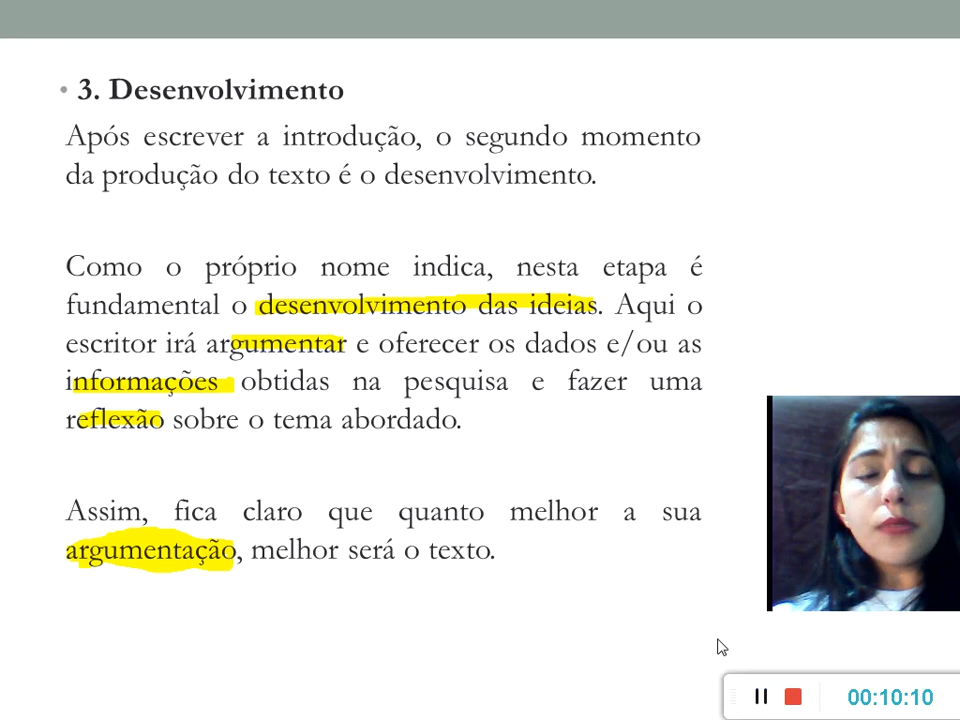 • 3. Desenvolvimento
Após escrever a introdução, o segundo momento
da produção do texto é o desenvolvimento.
Como o próprio nome indica, nesta etapa é
fundamental o desenvolvimento das ideias. Aqui o
escritor irá argumentar e oferecer os dados e/ou as
informações obtidas na pesquisa e fazer uma
reflexão sobre o tema abordado.
Assim, fica claro que quanto melhor a sua
argumentação, melhor será o texto.
00:10:10